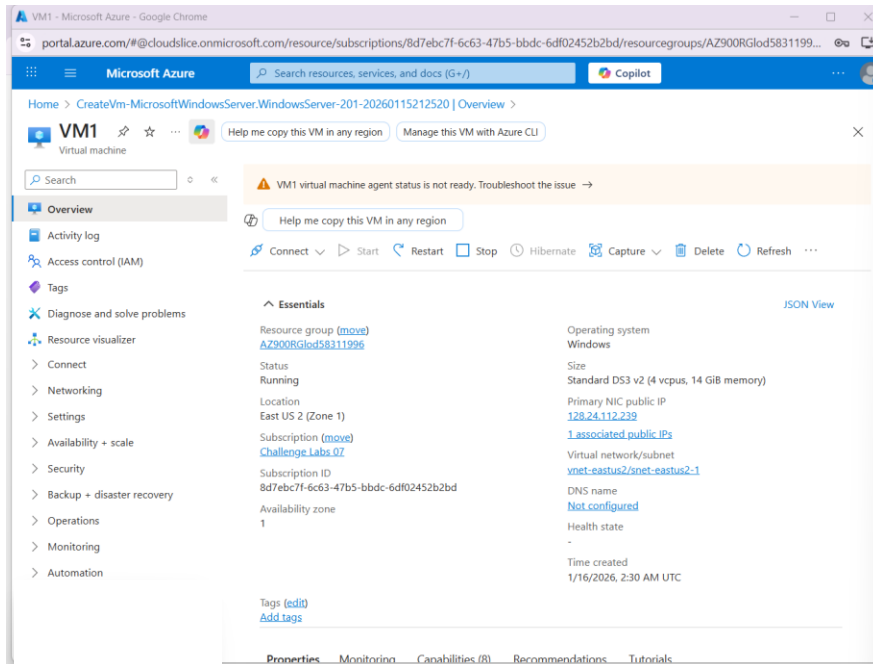 VM1 - Microsoft Azure - Google Chrome
portal.azure.com/#@cloudslice.onmicrosoft.com/resource/subscriptions/8d7ebc7f-6c63-47b5-bbdc-6df02452b2bd/resourcegroups/AZ900RGlod5831199...
Microsoft Azure
Search resources, services, and docs (G+/)
Copilot
Home > CreateVm-MicrosoftWindowsServer.WindowsServer-201-20260115212520 | Overview >
VM1
Help me copy this VM in any region
Manage this VM with Azure CLI
Virtual machine
Search
Overview
Activity log
Access control (IAM)
Tags
Diagnose and solve problems
Resource visualizer
Connect
Networking
Settings
Availability + scale
Security
Backup + disaster recovery
Operations
Monitoring
Automation
VM1 virtual machine agent status is not ready. Troubleshoot the issue →
Help me copy this VM in any region
Connect Start Restart Stop Hibernate Capture Delete Refresh ...
Essentials
JSON View
Resource group (move)
AZ900RGlod58311996
Status
Running
Location
East US 2 (Zone 1)
Subscription (move)
Challenge Labs 07
Subscription ID
8d7ebc7f-6c63-47b5-bbdc-6df02452b2bd
Availability zone
1
Operating system
Windows
Size
Standard DS3 v2 (4 vcpus, 14 GiB memory)
Primary NIC public IP
128.24.112.239
1 associated public IPs
Virtual network/subnet
vnet-eastus2/snet-eastus2-1
DNS name
Not configured
Health state
-
Time created
1/16/2026, 2:30 AM UTC
Tags (edit)
Add tags
Properties Monitoring Capabilities (8) Recommendations Tutorials